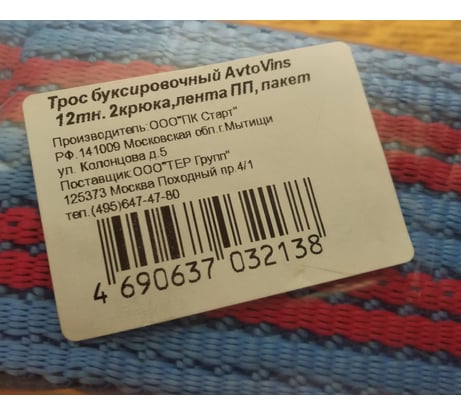 Трос буксировочный AvtoVins
12тн. 2крюка,лента ПП, пакет
Производитель:ООО"ПК Старт"
РФ.141009 Московская обл.г.Мытищи
ул. Колонцова д.5
Поставщик:ООО"ТЕР Групп"
125373 Москва Походный пр.4/1
тел.(495)647-47-80
4 690637 032138